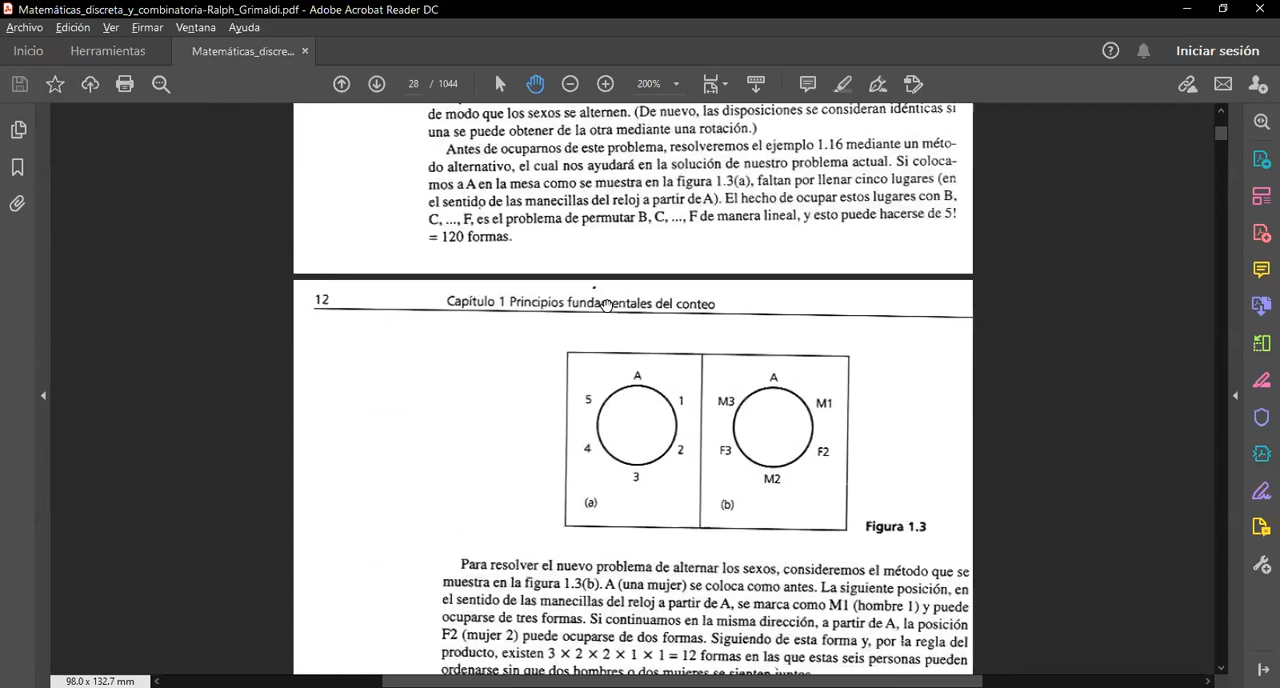 Matemáticas_discreta_y_combinatoria-Ralph_Grimaldi.pdf - Adobe Acrobat Reader DC
Archivo Edición Ver Firmar Ventana Ayuda
Inicio Herramientas Matemáticas_discre... × Iniciar sesión
28 / 1044 200%
de modo que los sexos se alternen. (De nuevo, las disposiciones se consideran idénticas si
una se puede obtener de la otra mediante una rotación.)
Antes de ocuparnos de este problema, resolveremos el ejemplo 1.16 mediante un méto-
do alternativo, el cual nos ayudará en la solución de nuestro problema actual. Si coloca-
mos a A en la mesa como se muestra en la figura 1.3(a), faltan por llenar cinco lugares (en
el sentido de las manecillas del reloj a partir de A). El hecho de ocupar estos lugares con B,
C, ..., F, es el problema de permutar B, C, ..., F de manera lineal, y esto puede hacerse de 5!
= 120 formas.
12 Capítulo 1 Principios fundamentales del conteo
A
5 1
4 2
3
(a)
A
M3 M1
F3 F2
M2
(b)
Figura 1.3
Para resolver el nuevo problema de alternar los sexos, consideremos el método que se
muestra en la figura 1.3(b). A (una mujer) se coloca como antes. La siguiente posición, en
el sentido de las manecillas del reloj a partir de A, se marca como M1 (hombre 1) y puede
ocuparse de tres formas. Si continuamos en la misma dirección, a partir de A, la posición
F2 (mujer 2) puede ocuparse de dos formas. Siguiendo de esta forma y, por la regla del
producto, existen 3 × 2 × 2 × 1 × 1 = 12 formas en las que estas seis personas pueden
ordenarse sin que dos hombres o dos mujeres se sienten juntos.
98.0 x 132.7 mm